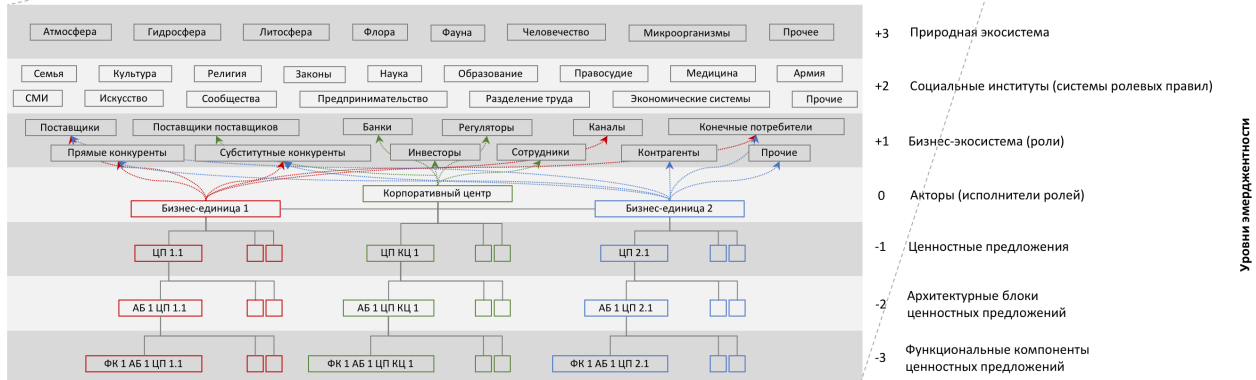 Атмосфера Гидросфера Литосфера Флора Фауна Человечество Микроорганизмы Прочее +3 Природная экосистема
Семья Культура Религия Законы Наука Образование Правосудие Медицина Армия
+2 Социальные институты (системы ролевых правил)
СМИ Искусство Сообщества Предпринимательство Разделение труда Экономические системы Прочие
Поставщики Поставщики поставщиков Банки Регуляторы Каналы Конечные потребители
+1 Бизнес-экосистема (роли)
Прямые конкуренты Субститутные конкуренты Инвесторы Сотрудники Контрагенты Прочие
Корпоративный центр
0 Акторы (исполнители ролей)
Бизнес-единица 1 Бизнес-единица 2
ЦП 1.1 ЦП КЦ 1 ЦП 2.1 -1 Ценностные предложения
АБ 1 ЦП 1.1 АБ 1 ЦП КЦ 1 АБ 1 ЦП 2.1 -2 Архитектурные блоки
ценностных предложений
ФК 1 АБ 1 ЦП 1.1 ФК 1 АБ 1 ЦП КЦ 1 ФК 1 АБ 1 ЦП 2.1 -3 Функциональные компоненты
ценностных предложений
Уровни эмерджентности